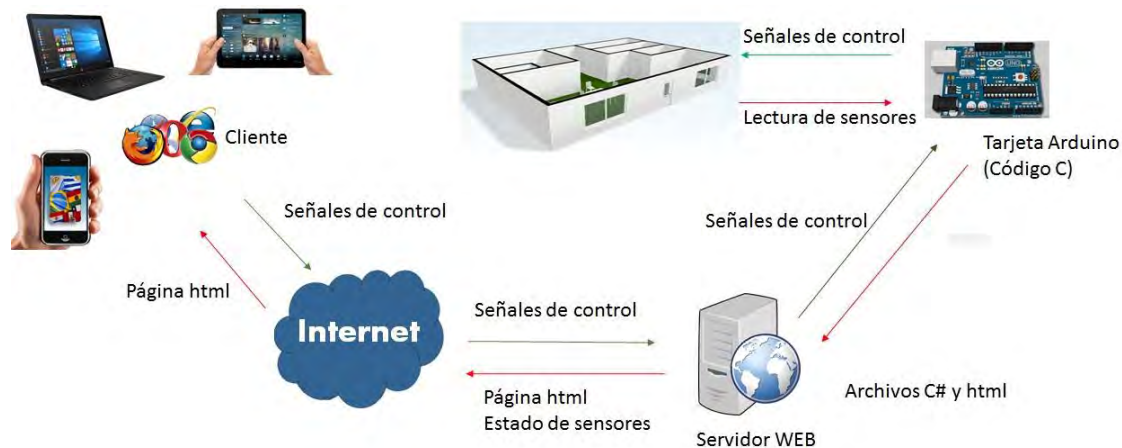 Señales de control
Lectura de sensores
Cliente
Tarjeta Arduino
(Código C)
Señales de control
Señales de control
Página html
Internet
Señales de control
Página html
Estado de sensores
Archivos C# y html
Servidor WEB